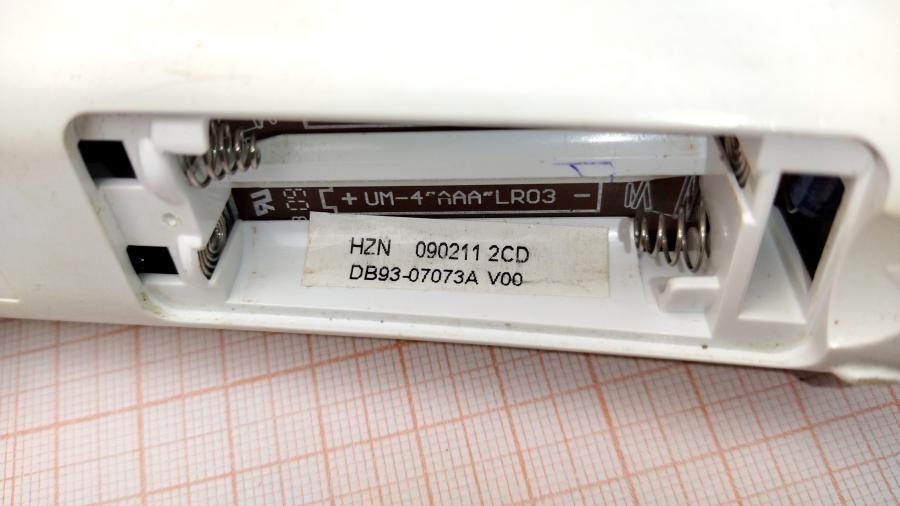 + UM-4"AAA"LR03 −
HZN 090211 2CD
DB93-07073A V00